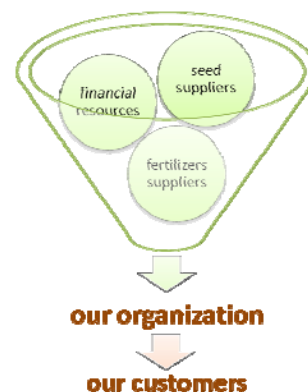 financial
resources
seed
suppliers
fertilizers
suppliers
our organization
our customers